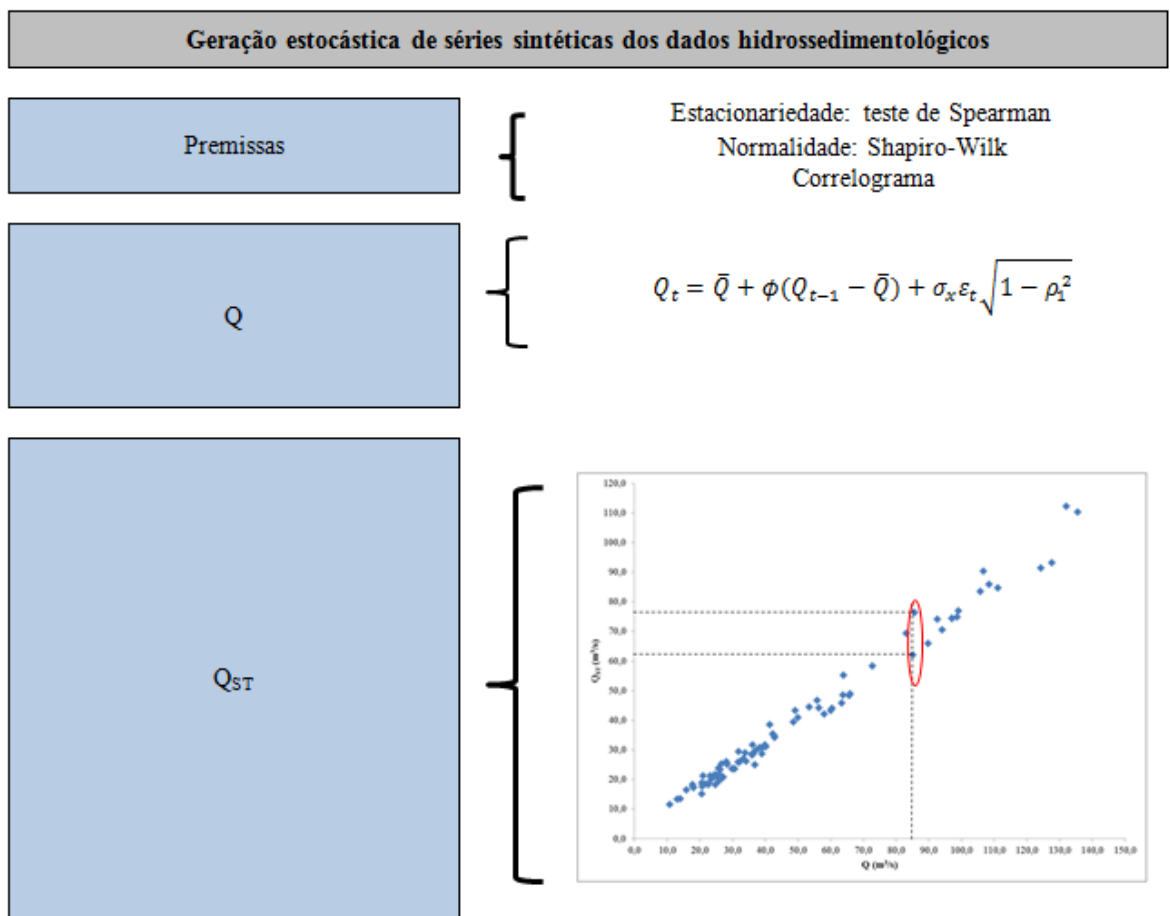 Geração estocástica de séries sintéticas dos dados hidrossedimentológicos
Premissas
Estacionariedade: teste de Spearman
Normalidade: Shapiro-Wilk
Correlograma
Q
Q_t = Q̄ + ϕ(Q_{t−1} − Q̄) + σ_x ε_t √(1 − ρ₁²)
Q_ST
120,0
110,0
100,0
90,0
80,0
70,0
60,0
50,0
40,0
30,0
20,0
10,0
0,0
Q_ST (m³/s)
0,0 10,0 20,0 30,0 40,0 50,0 60,0 70,0 80,0 90,0 100,0 110,0 120,0 130,0 140,0 150,0
Q (m³/s)